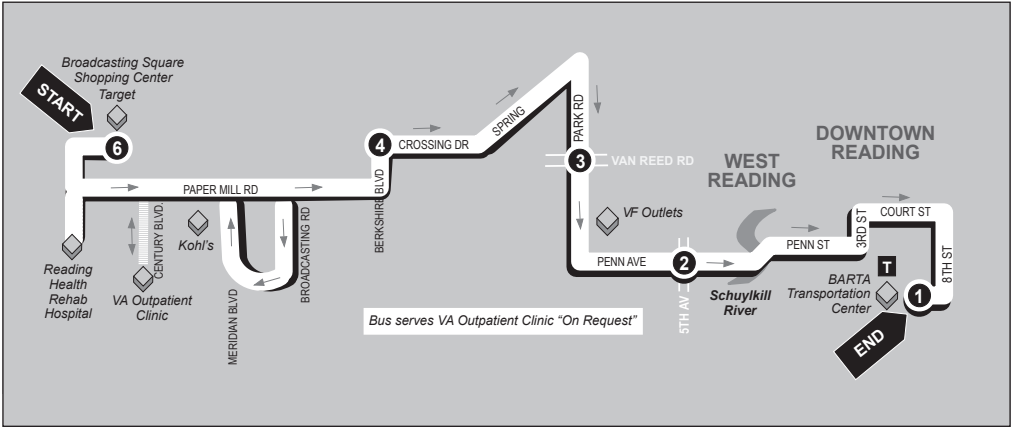 Broadcasting Square
Shopping Center
Target
START
6
PAPER MILL RD
CENTURY BLVD.
Kohl's
Reading
Health
Rehab
Hospital
VA Outpatient
Clinic
MERIDIAN BLVD
BROADCASTING RD
BERKSHIRE BLVD
4
CROSSING DR
SPRING
PARK RD
3
VAN REED RD
VF Outlets
PENN AVE
2
5TH AV
Bus serves VA Outpatient Clinic “On Request”
WEST
READING
Schuylkill
River
PENN ST
DOWNTOWN
READING
3RD ST
COURT ST
8TH ST
T
BARTA
Transportation
Center
1
END